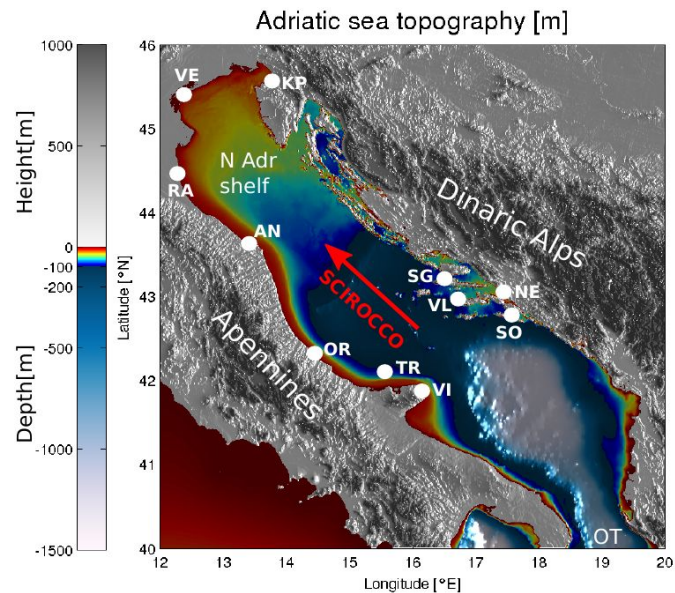 Adriatic sea topography [m]
Height[m]
Depth[m]
1000
500
0
-100
-500
-1000
-1500
Latitude [°N]
46
45
44
43
42
41
40
VE
KP
N Adr
shelf
RA
AN
Dinaric Alps
SG
NE
VL
SO
SCIROCCO
Apennines
OR
TR
VI
OT
12
13
14
15
16
17
18
19
20
Longitude [°E]